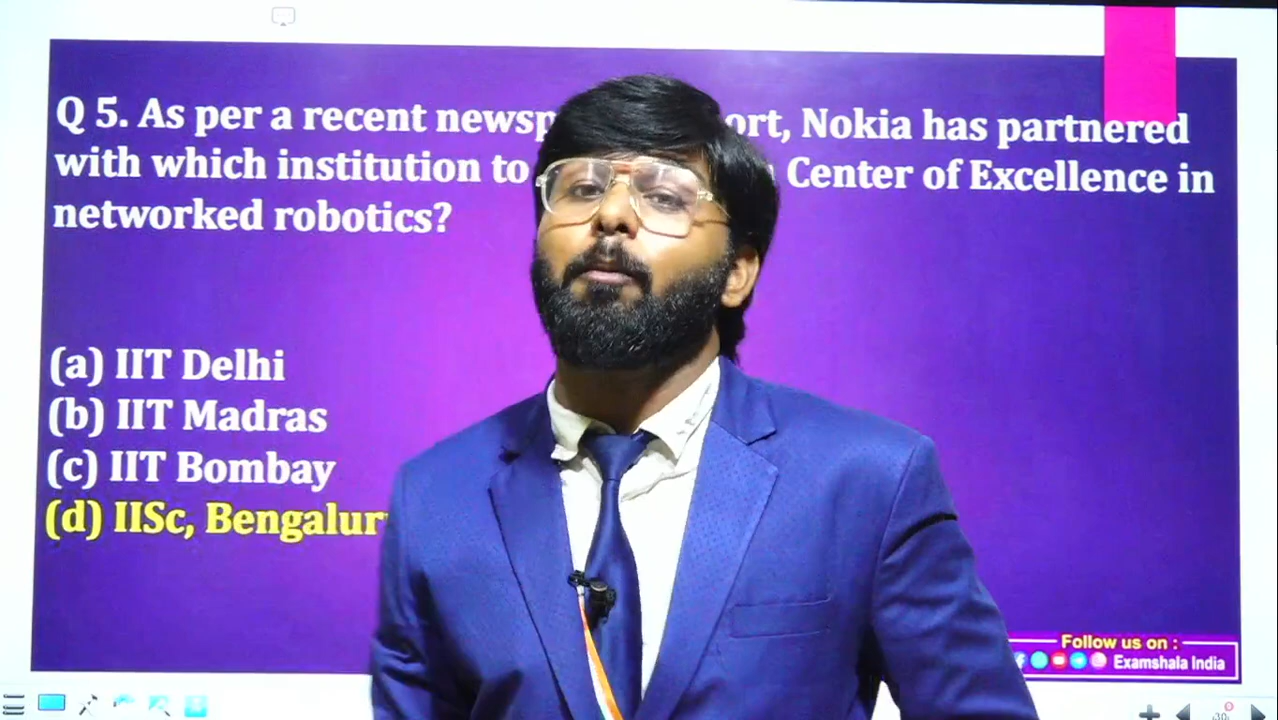 Q 5. As per a recent ort, Nokia has partnered
with which institution to Center of Excellence in
networked robotics?
(a) IIT Delhi
(b) IIT Madras
(c) IIT Bombay
(d) IISc, Bengalur
Follow us on :
Examshala India